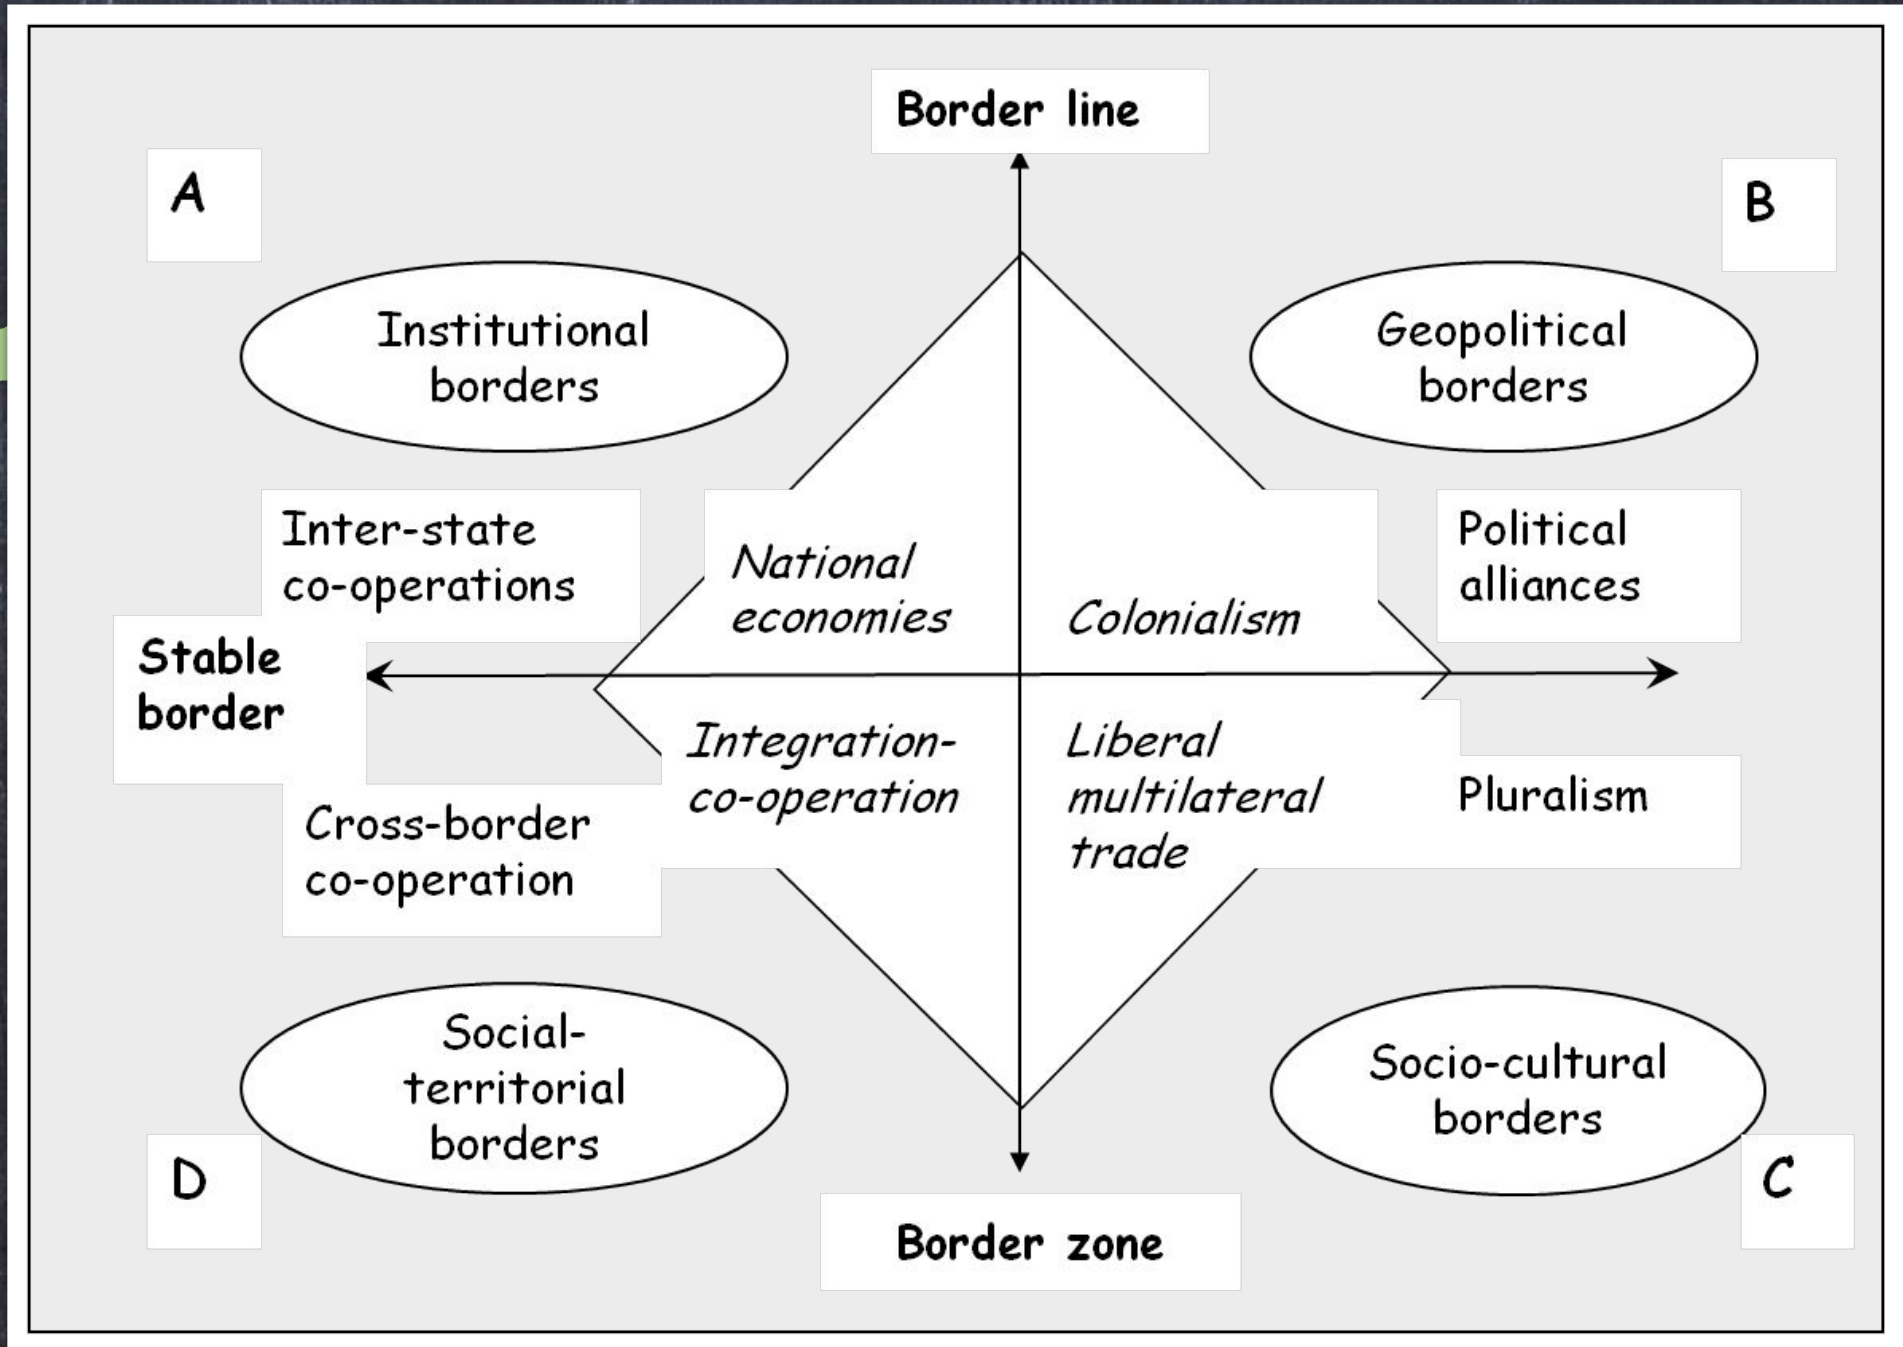 Border line
A
B
Institutional
borders
Geopolitical
borders
Inter-state
co-operations
Political
alliances
National
economies
Colonialism
Stable
border
Integration-
co-operation
Liberal
multilateral
trade
Pluralism
Cross-border
co-operation
Social-
territorial
borders
Socio-cultural
borders
D
C
Border zone